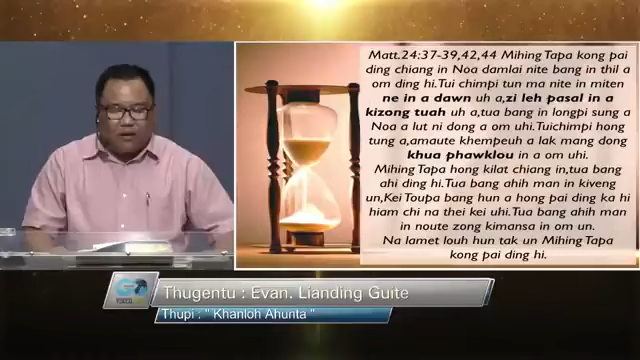 Matt.24:37-39,42,44 Mihing Tapa kong pai
ding chiang in Noa damlai nite bang in thil a
om ding hi.Tui chimpi tun ma nite in miten
ne in a dawn uh a,zi leh pasal in a
kizong tuah uh a,tua bang in longpi sung a
Noa a lut ni dong a om uhi.Tuichimpi hong
tung a,amaute khempeuh a lak mang dong
khua phawklou in a om uhi.
Mihing Tapa hong kilat chiang in,tua bang
ahi ding hi.Tua bang ahih man in kiveng
un,Kei Toupa bang hun a hong pai ding ka hi
hiam chi na thei kei uhi.Tua bang ahih man
in noute zong kimansa in om un.
Na lamet louh hun tak un Mihing Tapa
kong pai ding hi.
GO
Thugentu : Evan. Lianding Guite
Thupi : " Khanloh Ahunta "